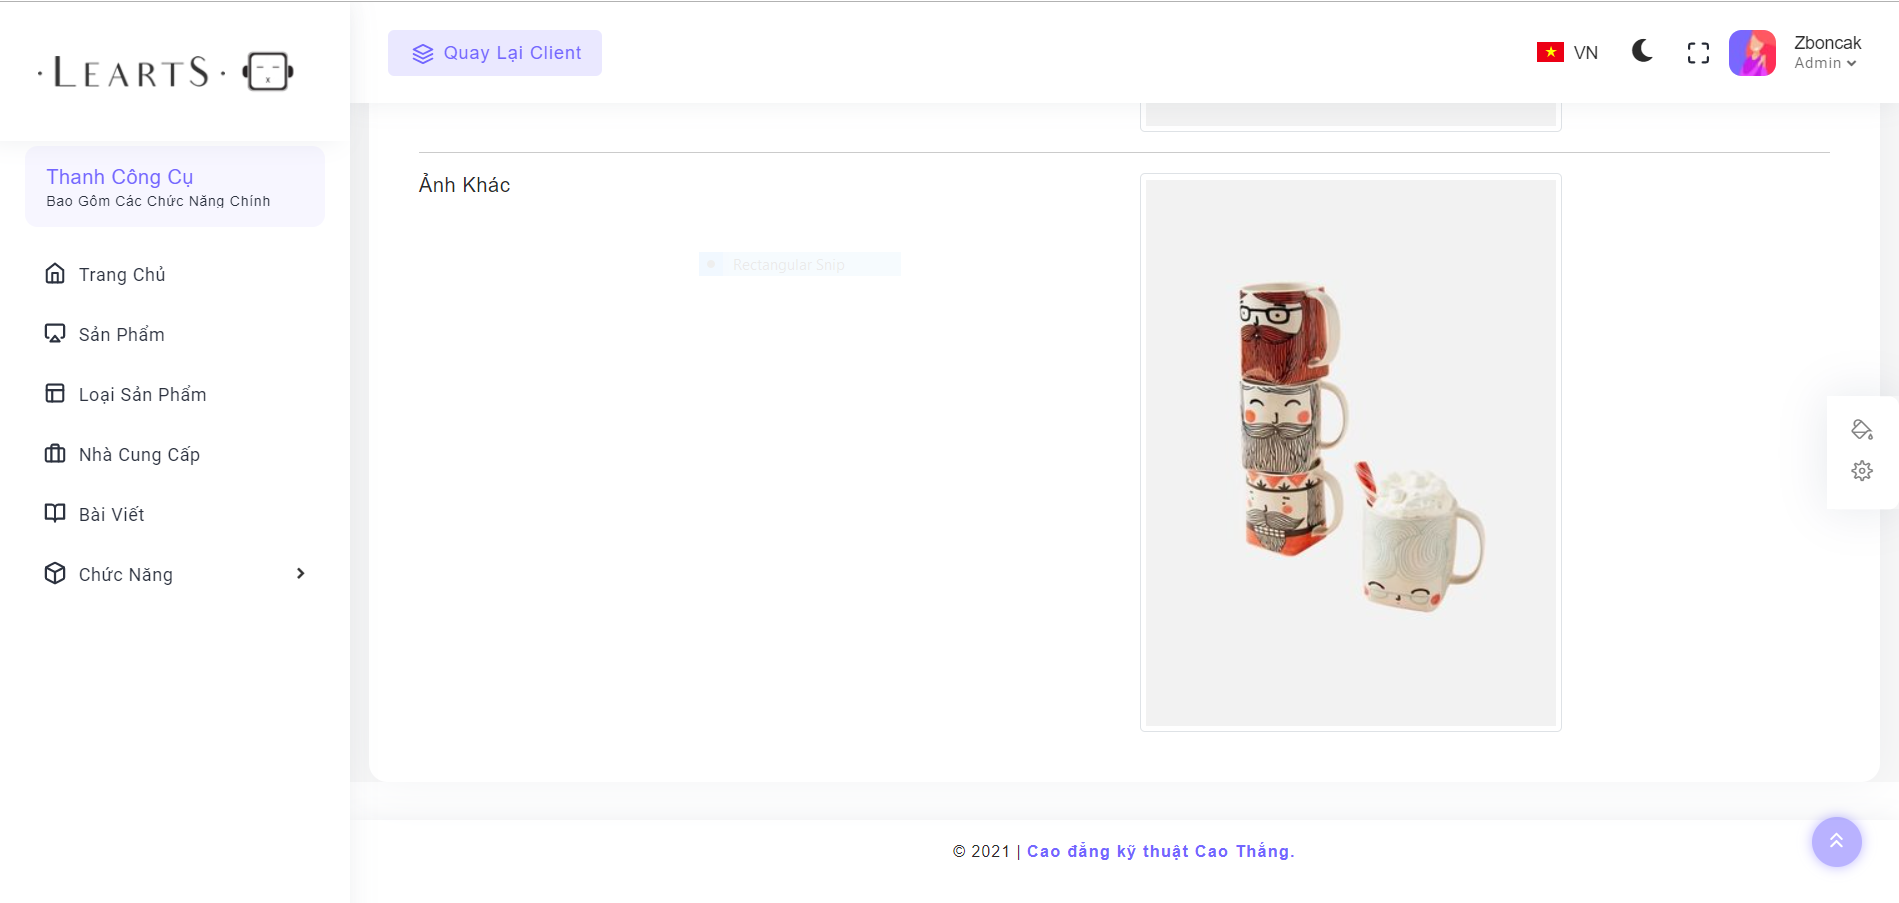 · LEARTS ·
Quay Lại Client
VN
Zboncak
Admin
Thanh Công Cụ
Bao Gồm Các Chức Năng Chính
Trang Chủ
Sản Phẩm
Loại Sản Phẩm
Nhà Cung Cấp
Bài Viết
Chức Năng
Ảnh Khác
Rectangular Snip
© 2021 | Cao đẳng kỹ thuật Cao Thắng.